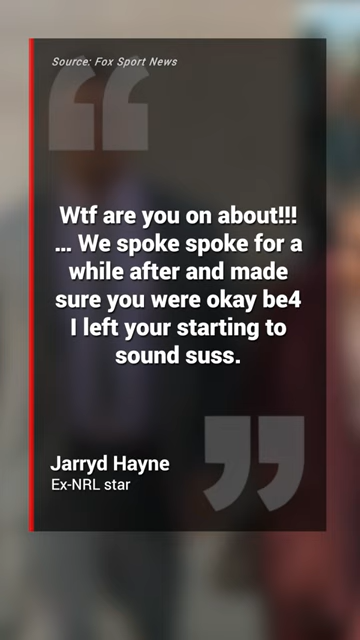 Source: Fox Sport News
Wtf are you on about!!!
... We spoke spoke for a
while after and made
sure you were okay be4
I left your starting to
sound suss.
Jarryd Hayne
Ex-NRL star